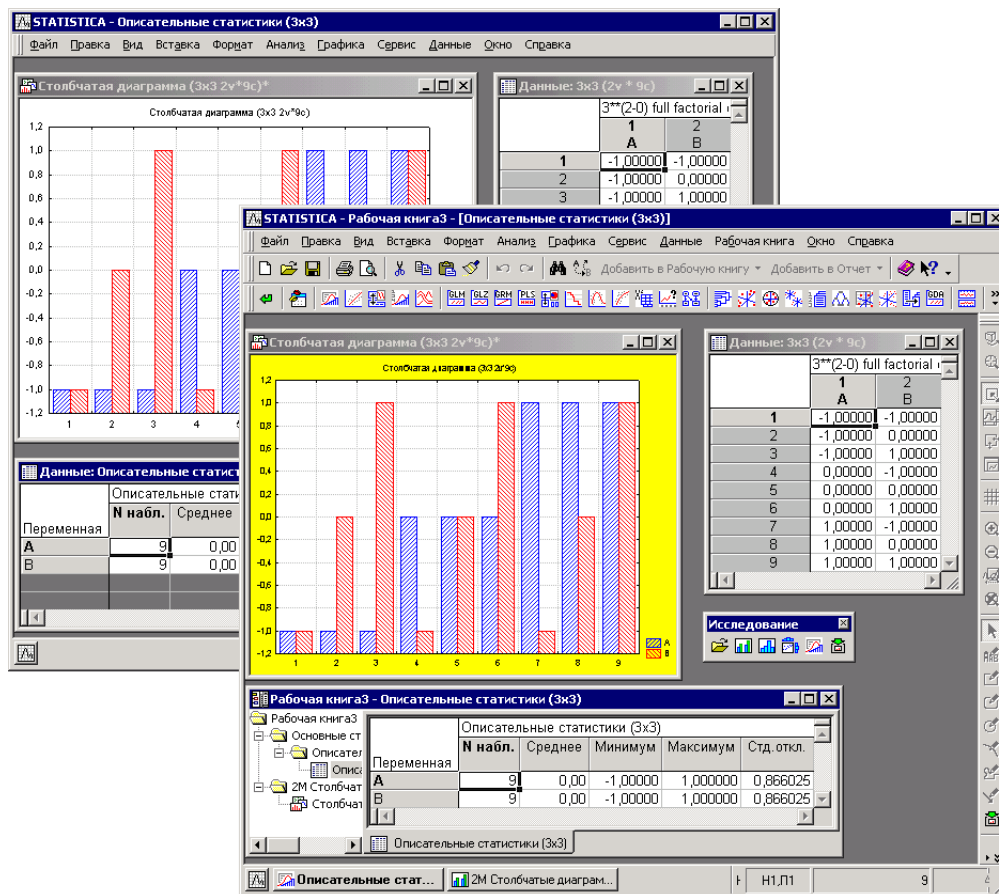 STATISTICA - Описательные статистики (3x3)
Файл Правка Вид Вставка Формат Анализ Графика Сервис Данные Окно Справка
Столбчатая диаграмма (3x3 2v*9c)*
Столбчатая диаграмма (3x3 2v*9c)
1,2
1,0
0,8
0,6
0,4
0,2
0,0
-0,2
-0,4
-0,6
-0,8
-1,0
-1,2
1 2 3 4
Данные: 3x3 (2v * 9c)
3**(2-0) full factorial
1 2
A B
1 -1,00000 -1,00000
2 -1,00000 0,00000
3 -1,00000 1,00000
Данные: Описательные статист
Описательные стати
Переменная N набл. Среднее
A 9 0,00
B 9 0,00
STATISTICA - Рабочая книга3 - [Описательные статистики (3x3)]
Файл Правка Вид Вставка Формат Анализ Графика Сервис Данные Рабочая книга Окно Справка
Добавить в Рабочую книгу Добавить в Отчет
GLM GLZ GRM PLS GDA
Столбчатая диаграмма (3x3 2v*9c)*
Столбчатая диаграмма (3x3 2v*9c)
1,2
1,0
0,8
0,6
0,4
0,2
0,0
-0,2
-0,4
-0,6
-0,8
-1,0
-1,2
1 2 3 4 5 6 7 8 9
A
B
Данные: 3x3 (2v * 9c)
3**(2-0) full factorial
1 2
A B
1 -1,00000 -1,00000
2 -1,00000 0,00000
3 -1,00000 1,00000
4 0,00000 -1,00000
5 0,00000 0,00000
6 0,00000 1,00000
7 1,00000 -1,00000
8 1,00000 0,00000
9 1,00000 1,00000
Исследование
Рабочая книга3 - Описательные статистики (3x3)
Рабочая книга3
Основные ст
Описател
Описа
2М Столбчат
Столбчат
Описательные статистики (3x3)
Переменная N набл. Среднее Минимум Максимум Стд.откл.
A 9 0,00 -1,00000 1,000000 0,866025
B 9 0,00 -1,00000 1,000000 0,866025
Описательные статистики (3x3)
Описательные стат...
2М Столбчатые диаграм...
Н1,П1
9